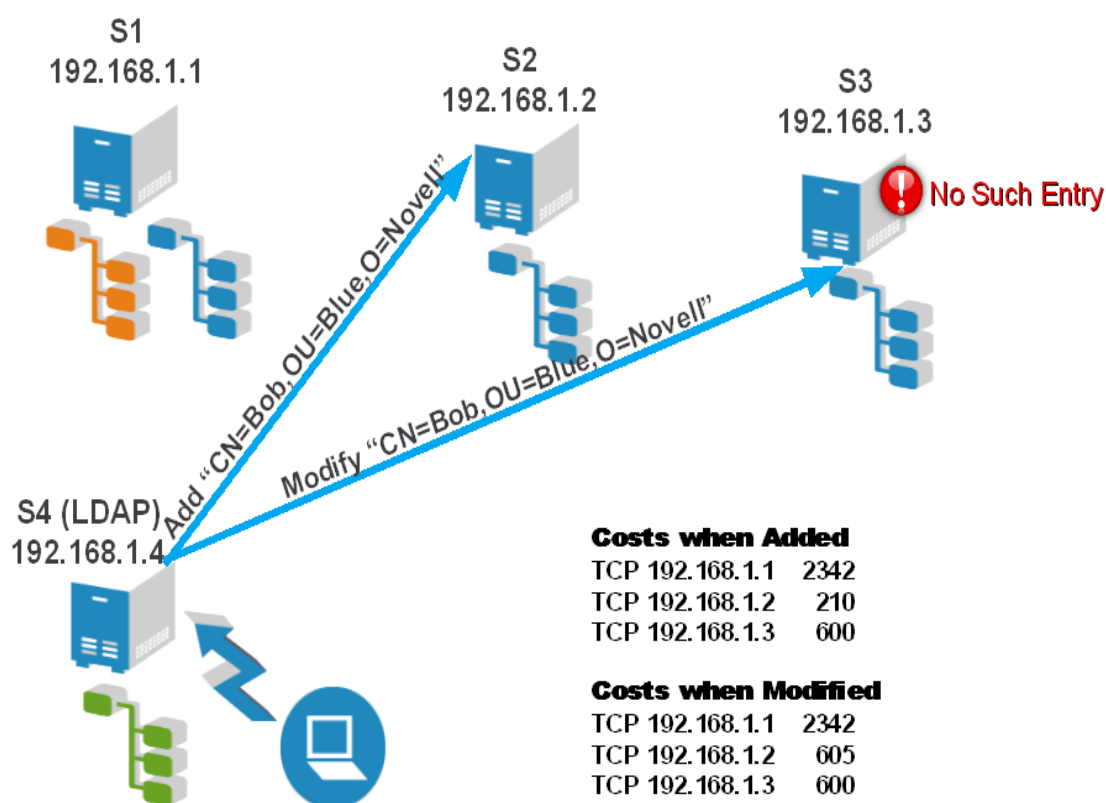 S1
192.168.1.1
S2
192.168.1.2
S3
192.168.1.3
No Such Entry
Add “CN=Bob,OU=Blue,O=Novell”
Modify “CN=Bob,OU=Blue,O=Novell”
S4 (LDAP)
192.168.1.4
Costs when Added
TCP 192.168.1.1 2342
TCP 192.168.1.2 210
TCP 192.168.1.3 600
Costs when Modified
TCP 192.168.1.1 2342
TCP 192.168.1.2 605
TCP 192.168.1.3 600